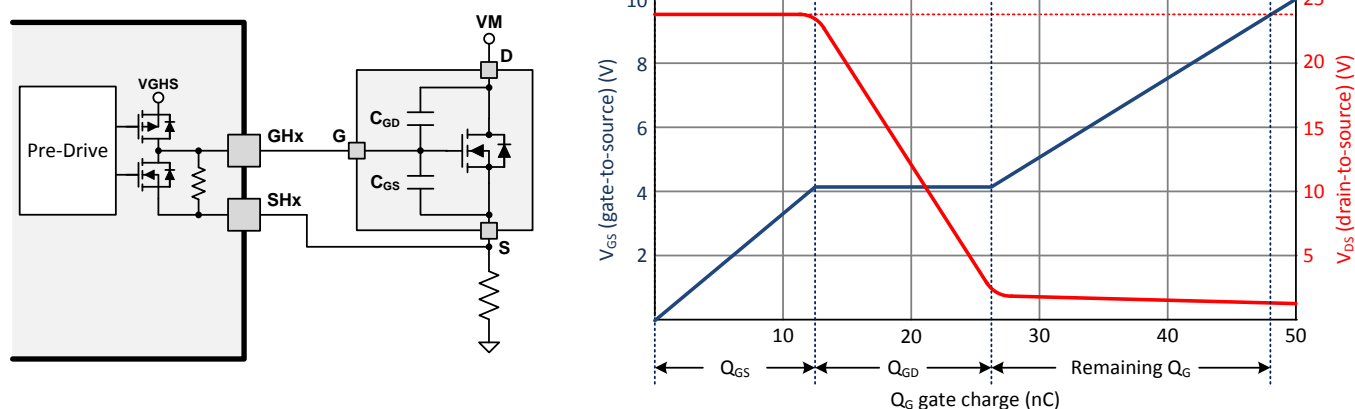 Pre-Drive
VGHS
GHx
SHx
VM
D
G
CGD
CGS
S
VGS (gate-to-source) (V)
10
8
6
4
2
25
20
15
10
5
VDS (drain-to-source) (V)
10 20 30 40 50
QGS QGD Remaining QG
QG gate charge (nC)